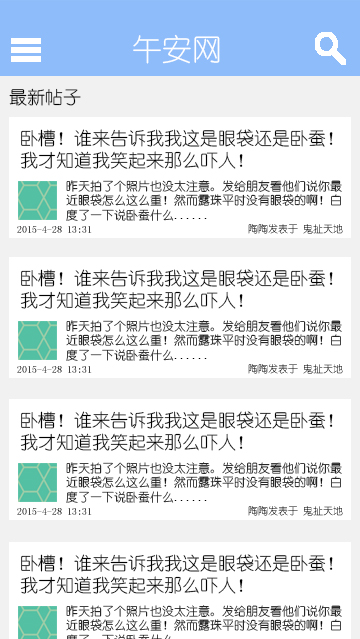 午安网
最新帖子
卧槽！谁来告诉我我这是眼袋还是卧蚕！
我才知道我笑起来那么吓人！
昨天拍了个照片也没太注意。发给朋友看他们说你最
近眼袋怎么这么重！然而露珠平时没有眼袋的啊！白
度了一下说卧蚕什么......
2015-4-28 13:31 陶陶发表于 鬼扯天地
卧槽！谁来告诉我我这是眼袋还是卧蚕！
我才知道我笑起来那么吓人！
昨天拍了个照片也没太注意。发给朋友看他们说你最
近眼袋怎么这么重！然而露珠平时没有眼袋的啊！白
度了一下说卧蚕什么......
2015-4-28 13:31 陶陶发表于 鬼扯天地
卧槽！谁来告诉我我这是眼袋还是卧蚕！
我才知道我笑起来那么吓人！
昨天拍了个照片也没太注意。发给朋友看他们说你最
近眼袋怎么这么重！然而露珠平时没有眼袋的啊！白
度了一下说卧蚕什么......
2015-4-28 13:31 陶陶发表于 鬼扯天地
卧槽！谁来告诉我我这是眼袋还是卧蚕！
我才知道我笑起来那么吓人！
昨天拍了个照片也没太注意。发给朋友看他们说你最
近眼袋怎么这么重！然而露珠平时没有眼袋的啊！白
度了一下说卧蚕什么......